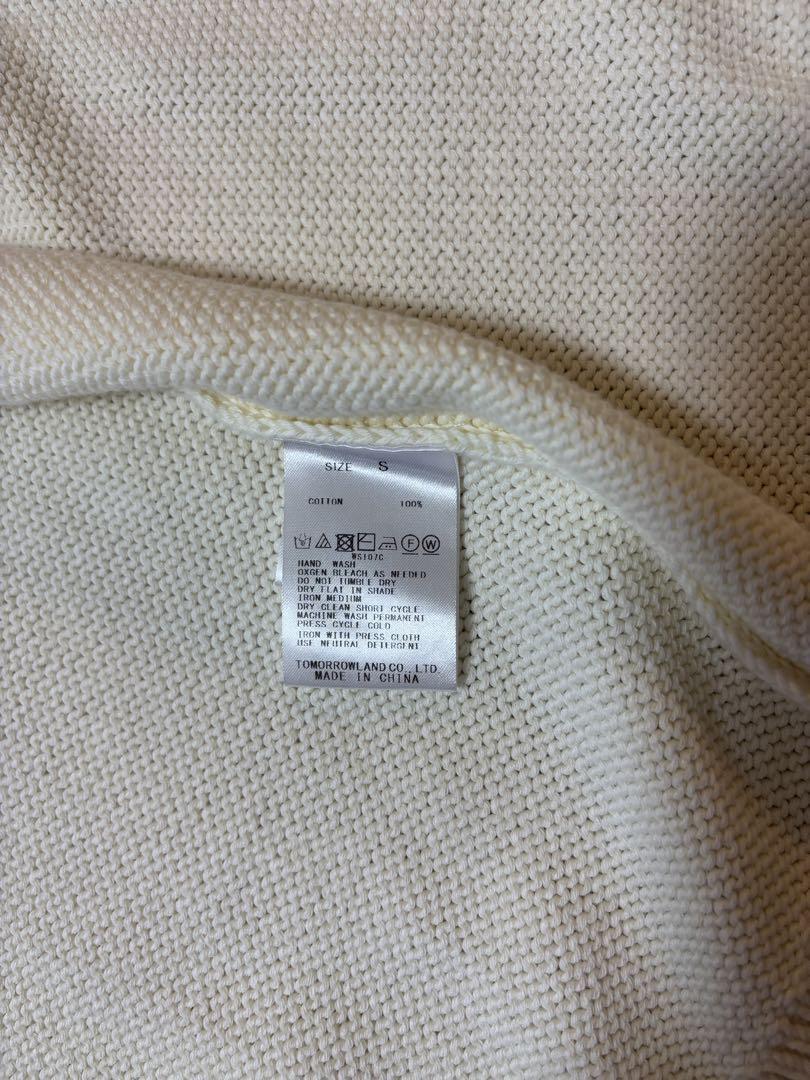 SIZE S
COTTON 100%
F W
WS107C
HAND WASH
OXGEN BLEACH AS NEEDED
DO NOT TUMBLE DRY
DRY FLAT IN SHADE
IRON MEDIUM
DRY CLEAN SHORT CYCLE
MACHINE WASH PERMANENT
PRESS CYCLE COLD
IRON WITH PRESS CLOTH
USE NEUTRAL DETERGENT
TOMORROWLAND CO., LTD.
MADE IN CHINA